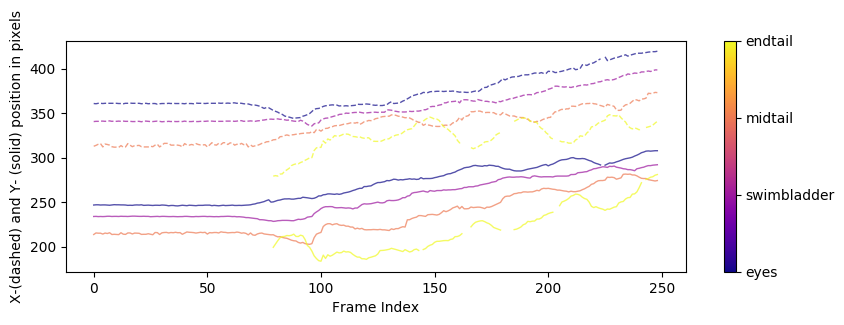 X-(dashed) and Y- (solid) position in pixels
400
350
300
250
200
0 50 100 150 200 250
Frame Index
endtail
midtail
swimbladder
eyes